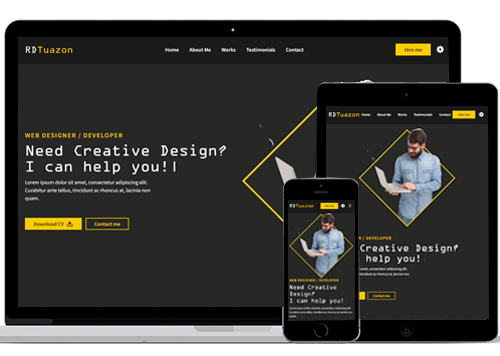 RDTuazon
Home About Me Works Testimonials Contact
Hire me
WEB DESIGNER / DEVELOPER
Need Creative Design?
I can help you!|
Lorem ipsum dolor sit amet, consectetur adipiscing elit.
Curabitur ante tellus, tincidunt ac rhoncus at, lacinia non
quam.
Download CV
Contact me
RDTuazon
Home About Me Works Testimonials Contact
Hire me
/ DEVELOPER
Creative Design?
help you!
Contact me
RDTuazon
Hire me
WEB DESIGNER / DEVELOPER
Need Creative
Design?
I can help you!